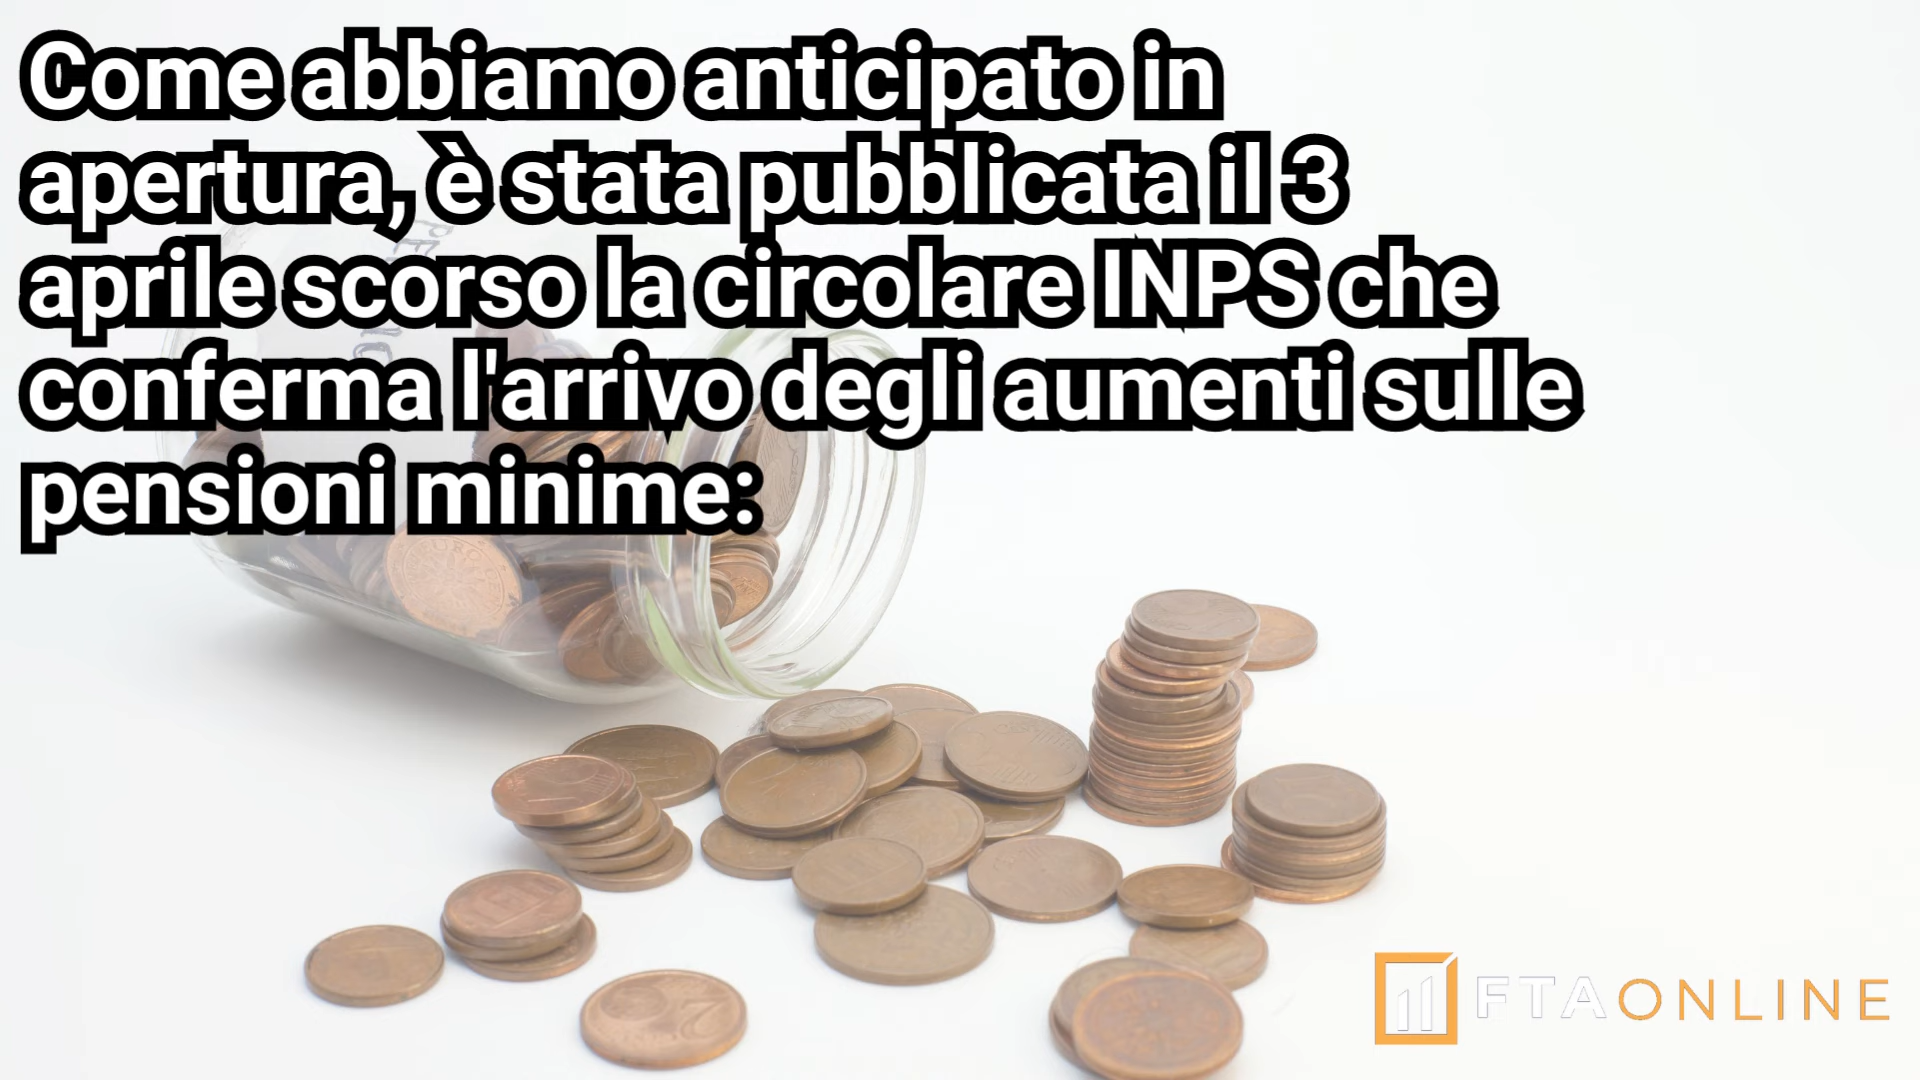 Come abbiamo anticipato in
apertura, è stata pubblicata il 3
aprile scorso la circolare INPS che
conferma l'arrivo degli aumenti sulle
pensioni minime:
FTAONLINE